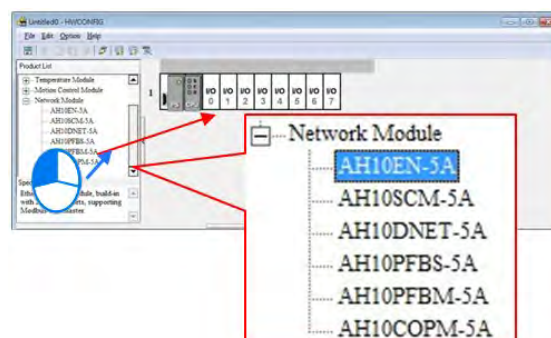 Untitled0 - HWCONFIG
File Edit Option Help
Product List
Temperature Module
Motion Control Module
Network Module
AH10EN-5A
AH10SCM-5A
AH10DNET-5A
AH10PFBS-5A
1
I/O I/O I/O I/O I/O I/O I/O I/O
0 1 2 3 4 5 6 7
Network Module
AH10EN-5A
AH10SCM-5A
AH10DNET-5A
AH10PFBS-5A
AH10PFBM-5A
AH10COPM-5A